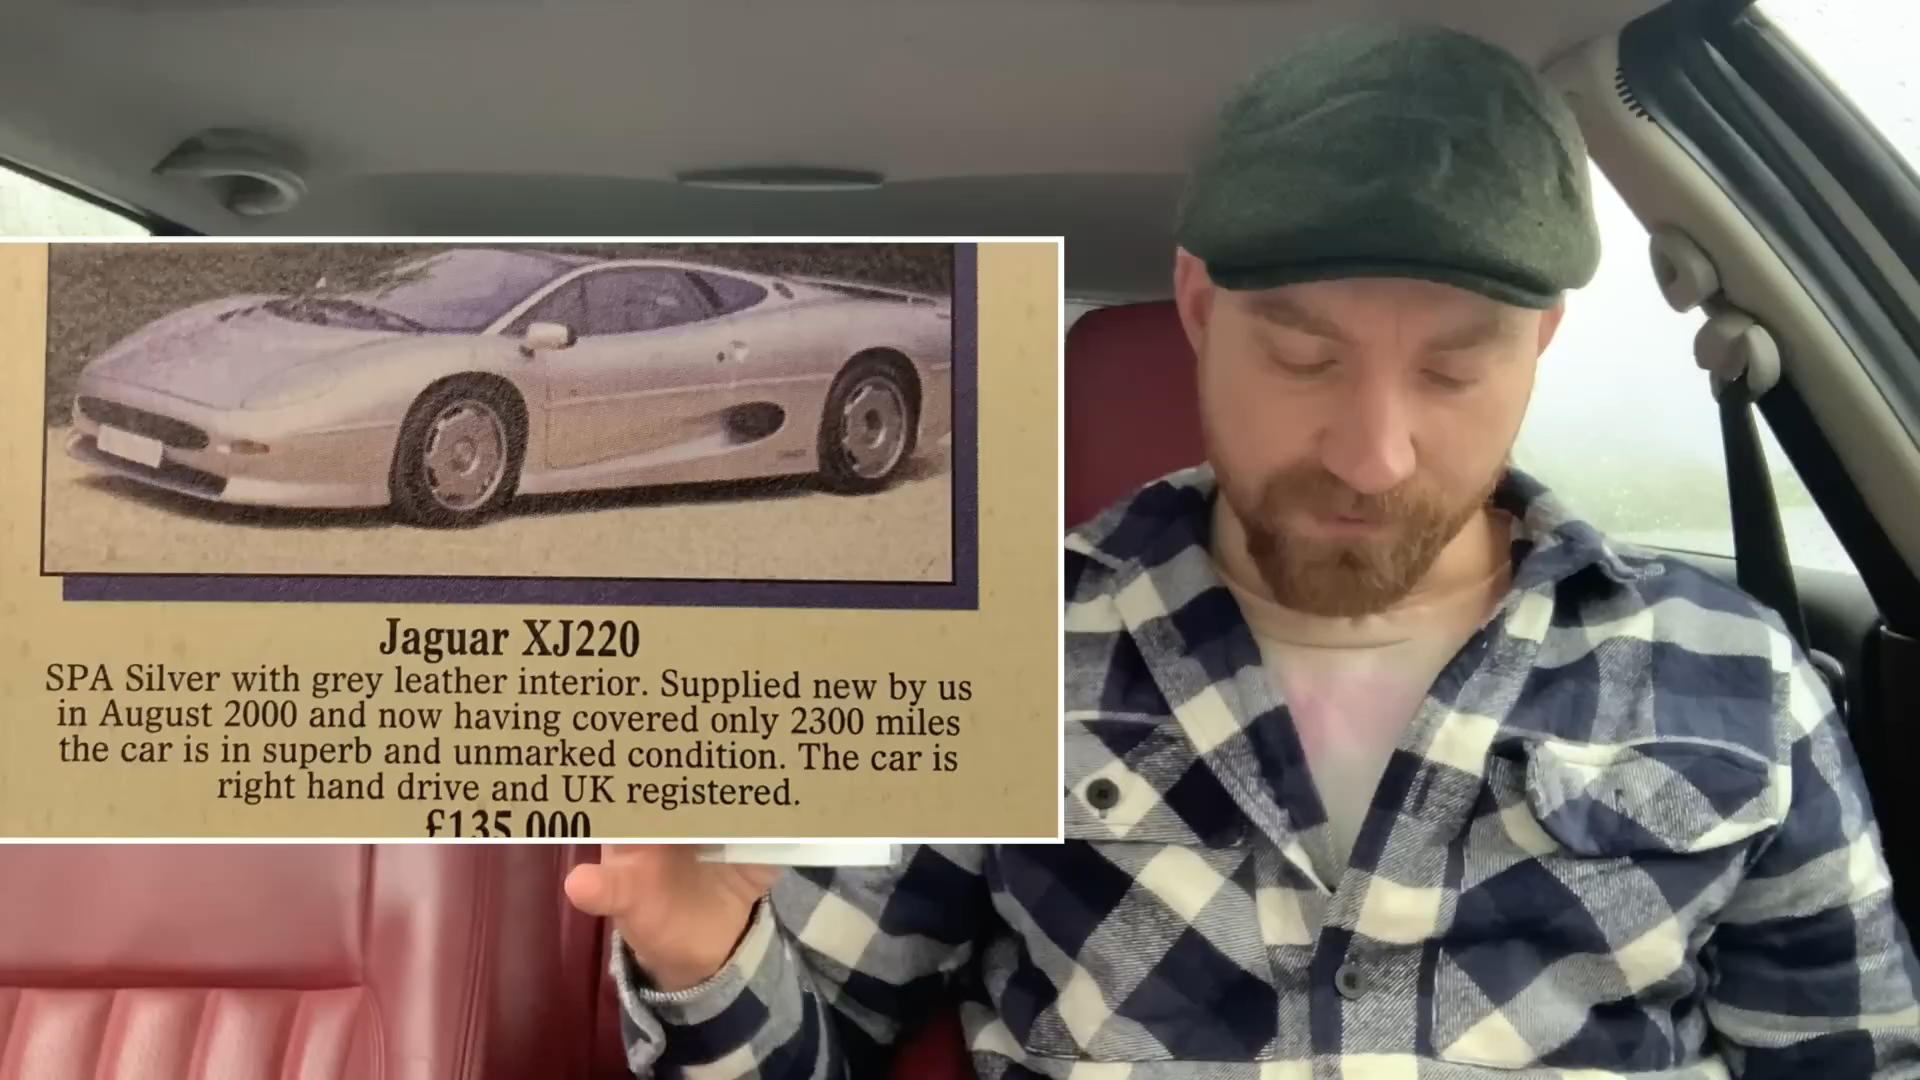 Jaguar XJ220
SPA Silver with grey leather interior. Supplied new by us
in August 2000 and now having covered only 2300 miles
the car is in superb and unmarked condition. The car is
right hand drive and UK registered.
£135,000